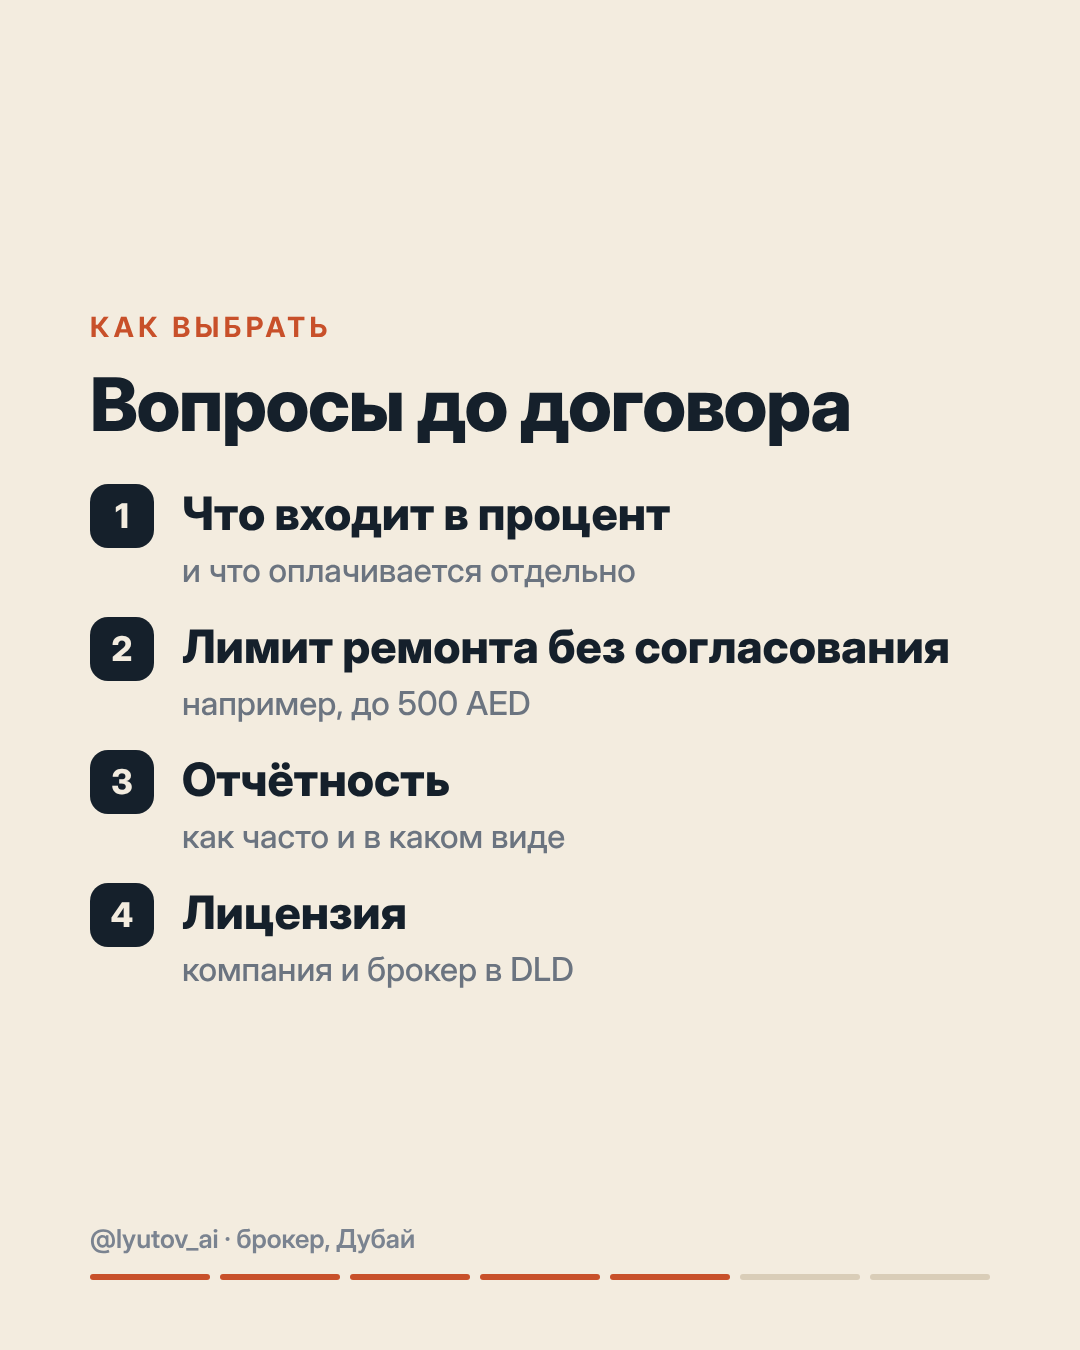 КАК ВЫБРАТЬ
Вопросы до договора
1 Что входит в процент
и что оплачивается отдельно
2 Лимит ремонта без согласования
например, до 500 AED
3 Отчётность
как часто и в каком виде
4 Лицензия
компания и брокер в DLD
@lyutov_ai · брокер, Дубай